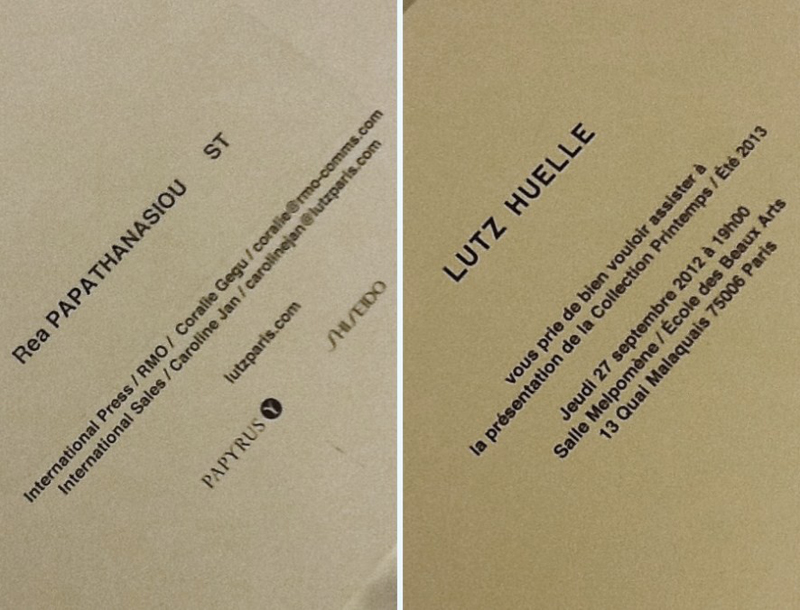 Rea PAPATHANASIOU ST
International Press / RMO / Coralie Gegu / coralie@rmo-comms.com
International Sales / Caroline Jan / carolinejan@lutzparis.com
lutzparis.com
PAPYRUS Y
SHISEIDO
LUTZ HUELLE
vous prie de bien vouloir assister à
la présentation de la Collection Printemps / Été 2013
Jeudi 27 septembre 2012 à 19h00
Salle Melpomène / École des Beaux Arts
13 Quai Malaquais 75006 Paris